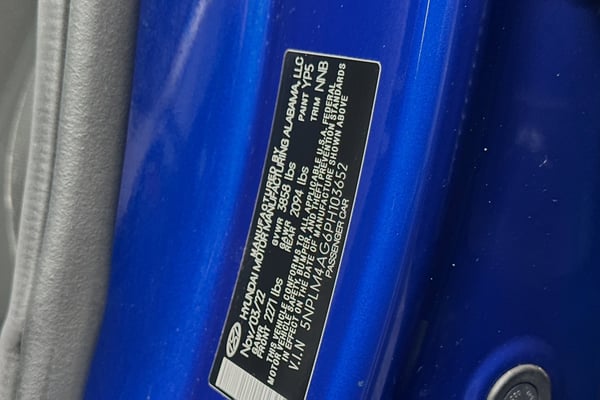 MANUFACTURED BY
HYUNDAI MOTOR MANUFACTURING ALABAMA, LLC
Nov/03/22 GVWR 3858 lbs PAINT YP5
GAWR FRONT 2271 lbs GAWR REAR 2094 lbs TRIM NNB
THIS VEHICLE CONFORMS TO ALL APPLICABLE U.S.A. FEDERAL
MOTOR VEHICLE SAFETY, BUMPER, AND THEFT PREVENTION STANDARDS
IN EFFECT ON THE DATE OF MANUFACTURE SHOWN ABOVE
V.I.N 5NPLM4AG6PH103652
PASSENGER CAR